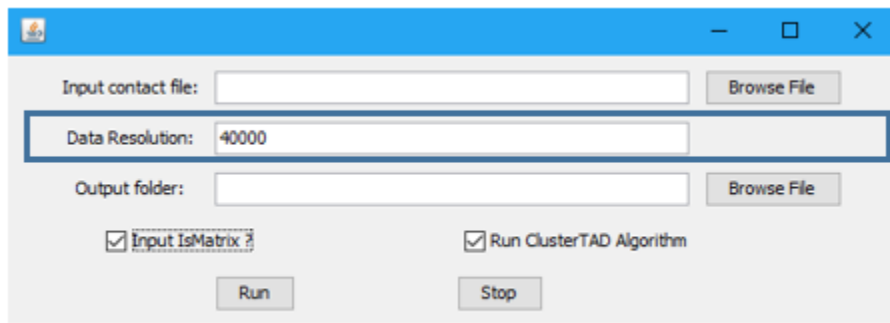 Input contact file: Browse File
Data Resolution: 40000
Output folder: Browse File
Input IsMatrix ? Run ClusterTAD Algorithm
Run Stop